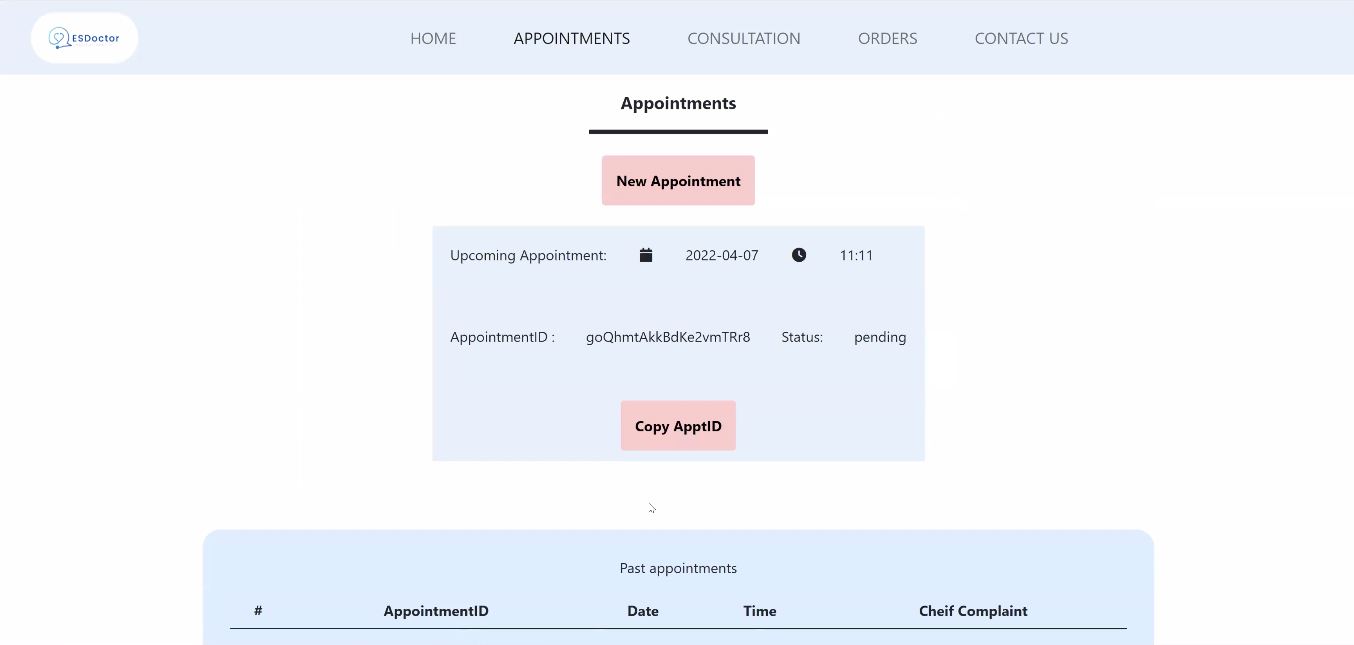 ESDoctor
HOME APPOINTMENTS CONSULTATION ORDERS CONTACT US
Appointments
New Appointment
Upcoming Appointment: 2022-04-07 11:11
AppointmentID : goQhmtAkkBdKe2vmTRr8 Status: pending
Copy ApptID
Past appointments
# AppointmentID Date Time Cheif Complaint